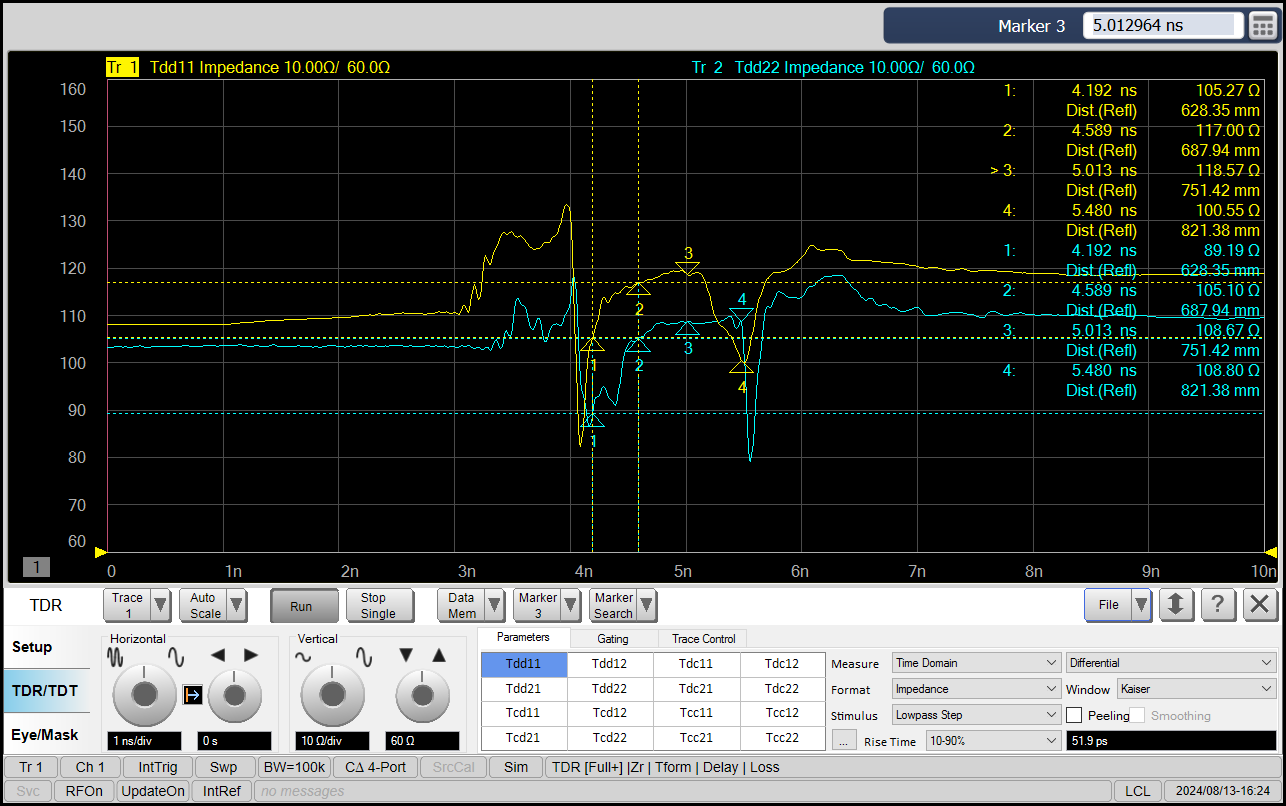 Marker 3 5.012964 ns
Tr 1 Tdd11 Impedance 10.00Ω/ 60.0Ω Tr 2 Tdd22 Impedance 10.00Ω/ 60.0Ω
160
150
140
130
120
110
100
90
80
70
60
1: 4.192 ns 105.27 Ω
Dist.(Refl) 628.35 mm
2: 4.589 ns 117.00 Ω
Dist.(Refl) 687.94 mm
> 3: 5.013 ns 118.57 Ω
Dist.(Refl) 751.42 mm
4: 5.480 ns 100.55 Ω
Dist.(Refl) 821.38 mm
1: 4.192 ns 89.19 Ω
Dist.(Refl) 628.35 mm
2: 4.589 ns 105.10 Ω
Dist.(Refl) 687.94 mm
3: 5.013 ns 108.67 Ω
Dist.(Refl) 751.42 mm
4: 5.480 ns 108.80 Ω
Dist.(Refl) 821.38 mm
3
4
2
1
2
3
4
1
1
0 1n 2n 3n 4n 5n 6n 7n 8n 9n 10n
TDR
Trace 1
Auto Scale
Run
Stop Single
Data Mem
Marker 3
Marker Search
File
?
Setup
TDR/TDT
Eye/Mask
Horizontal
1 ns/div 0 s
Vertical
10 Ω/div 60 Ω
Parameters Gating Trace Control
Tdd11 Tdd12 Tdc11 Tdc12
Tdd21 Tdd22 Tdc21 Tdc22
Tcd11 Tcd12 Tcc11 Tcc12
Tcd21 Tcd22 Tcc21 Tcc22
Measure Time Domain Differential
Format Impedance Window Kaiser
Stimulus Lowpass Step Peeling Smoothing
... Rise Time 10-90% 51.9 ps
Tr 1 Ch 1 IntTrig Swp BW=100k CΔ 4-Port SrcCal Sim TDR [Full+] |Zr | Tform | Delay | Loss
Svc RFOn UpdateOn IntRef no messages LCL 2024/08/13-16:24